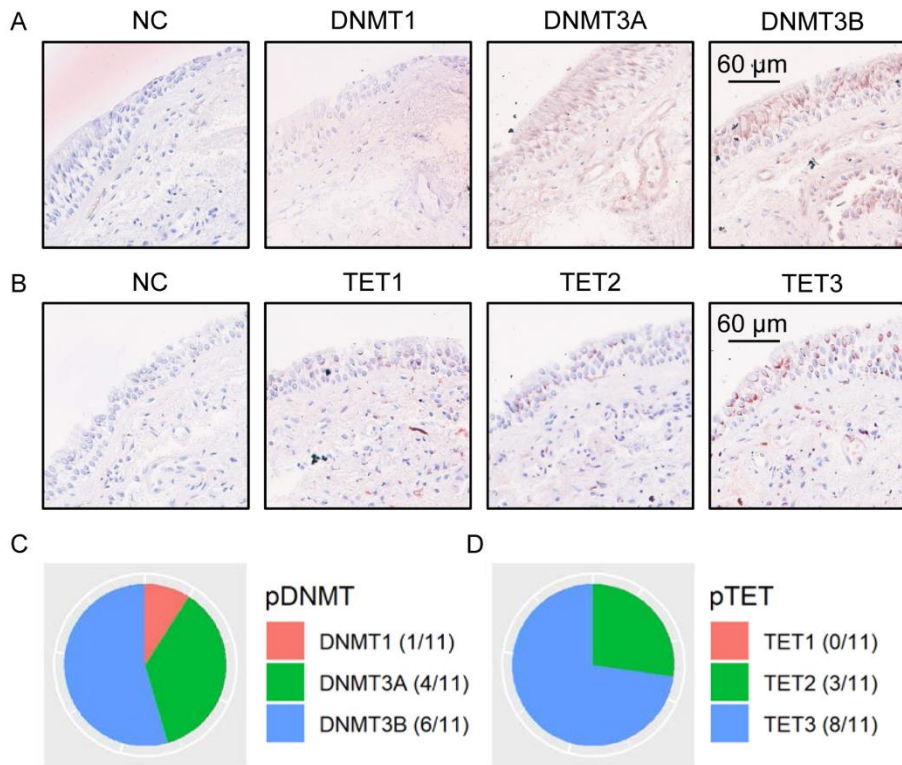 A
NC
DNMT1
DNMT3A
DNMT3B
60 µm
B
NC
TET1
TET2
TET3
60 µm
C
D
pDNMT
DNMT1 (1/11)
DNMT3A (4/11)
DNMT3B (6/11)
pTET
TET1 (0/11)
TET2 (3/11)
TET3 (8/11)